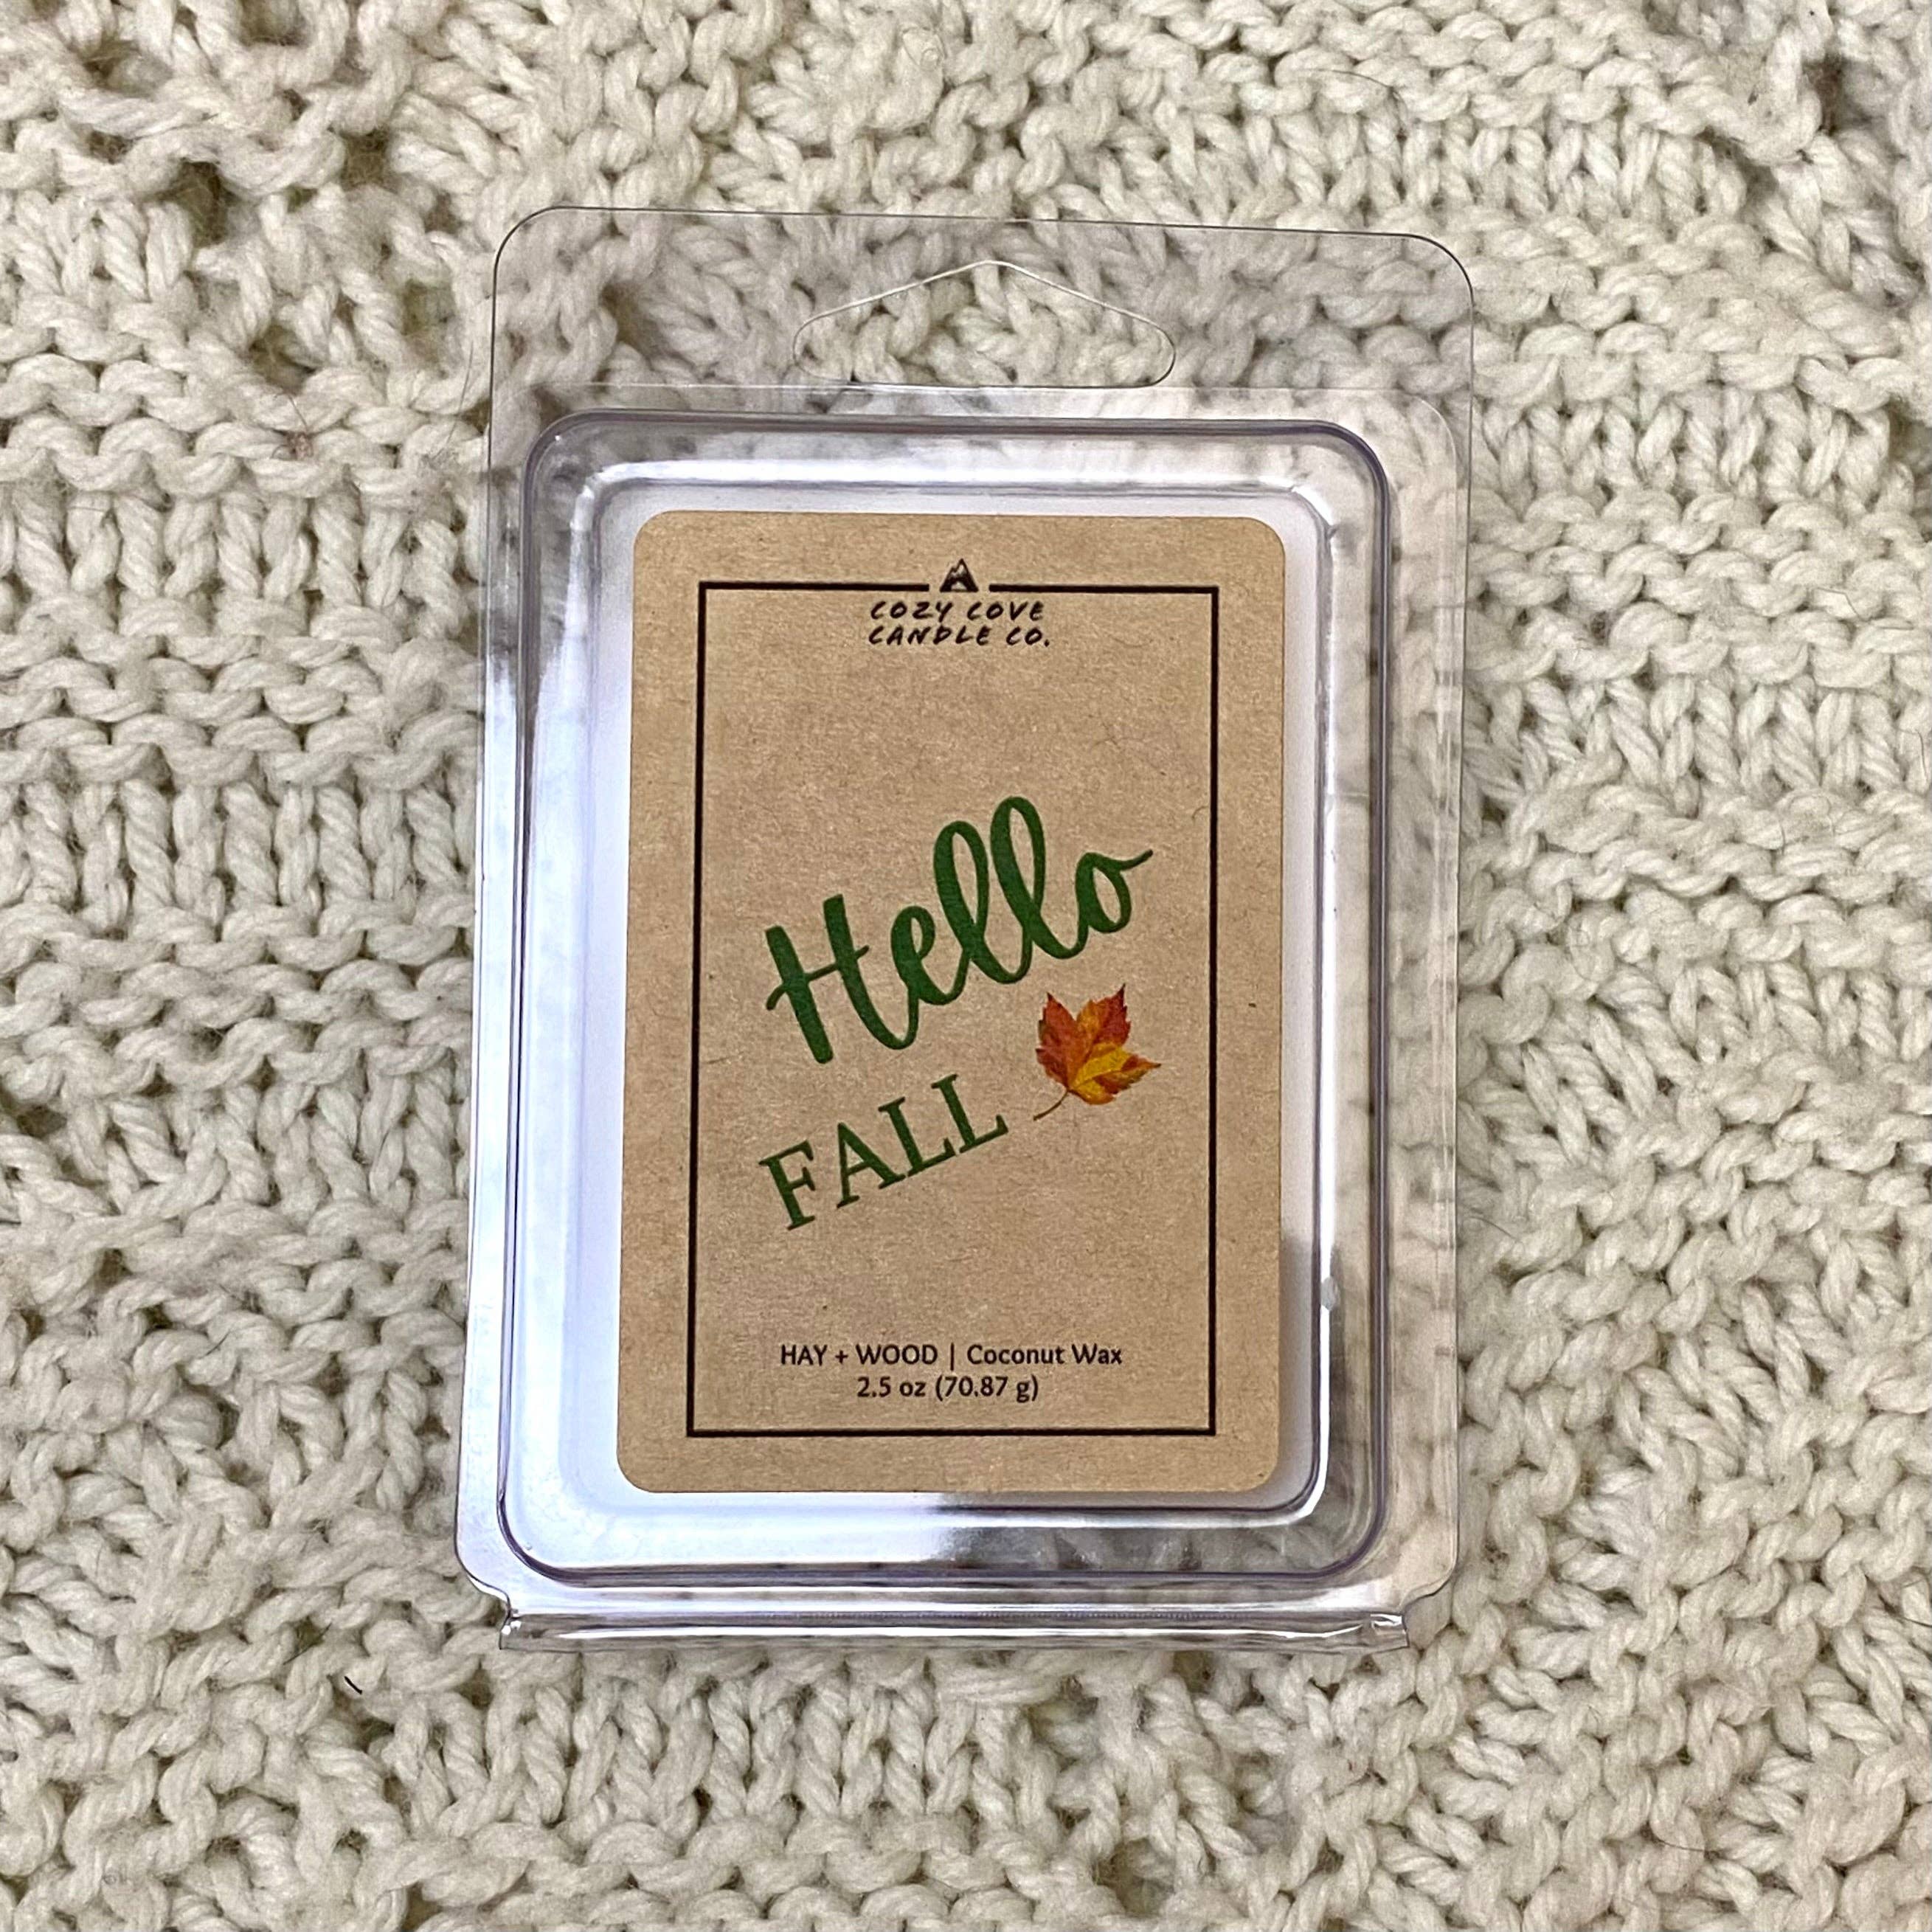 COZY COVE
CANDLE CO.
Hello
FALL
HAY + WOOD | Coconut Wax
2.5 oz (70.87 g)